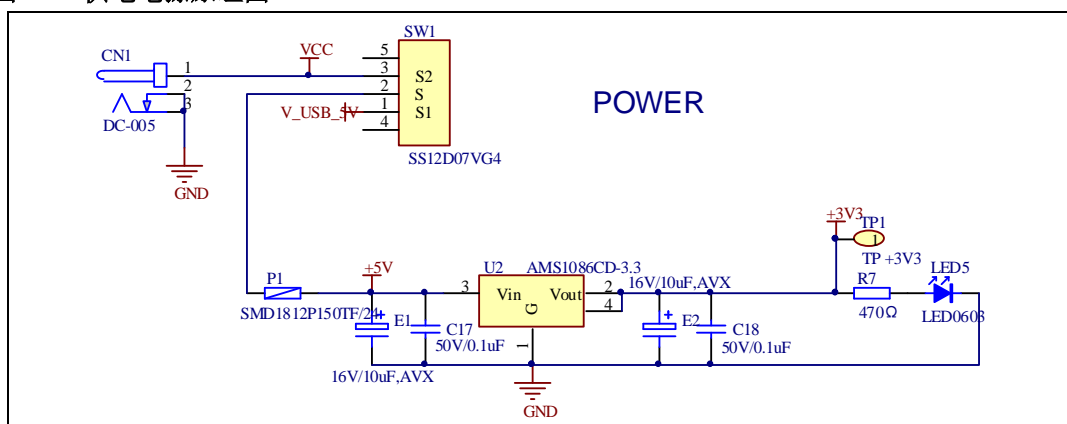 SW1
CN1
VCC
5
1
3
S2
2
2
S
POWER
3
V_USB_5V
1
S1
4
DC-005
SS12D07VG4
GND
+3V3
TP1
1
+5V
U2
AMS1086CD-3.3
TP +3V3
P1
16V/10uF,AVX
R7
LED5
3
Vin
Vout
2
4
G
SMD1812P150TF/24
E1
E2
470Ω
LED0603
C17
C18
50V/0.1uF
50V/0.1uF
1
16V/10uF,AVX
GND